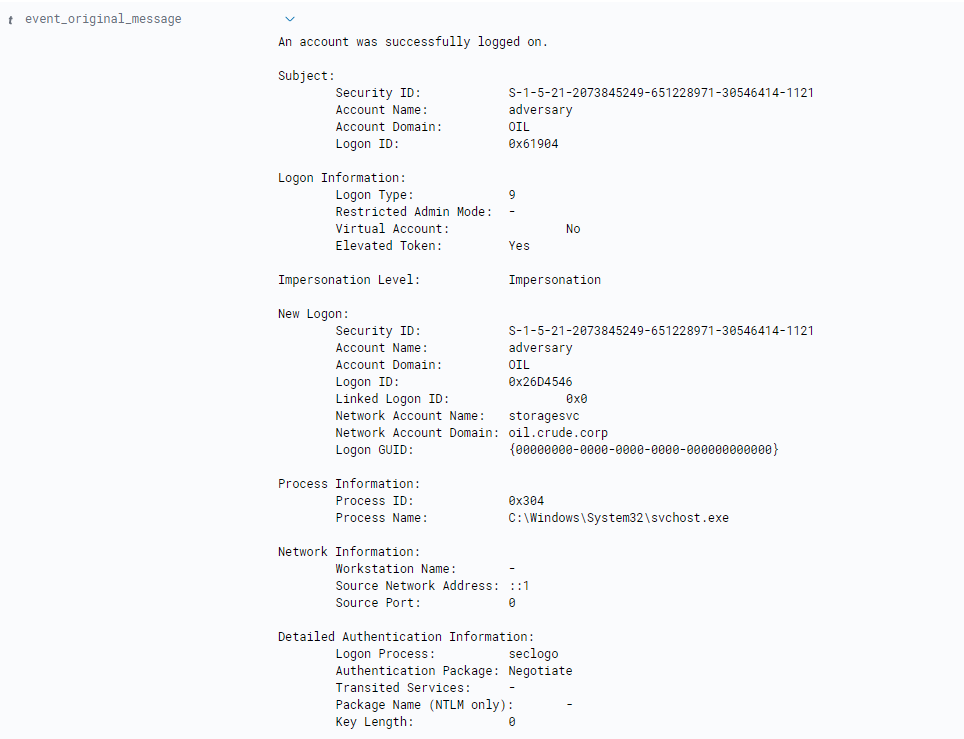 t event_original_message
An account was successfully logged on.
Subject:
Security ID: S-1-5-21-2073845249-651228971-30546414-1121
Account Name: adversary
Account Domain: OIL
Logon ID: 0x61904
Logon Information:
Logon Type: 9
Restricted Admin Mode: -
Virtual Account: No
Elevated Token: Yes
Impersonation Level: Impersonation
New Logon:
Security ID: S-1-5-21-2073845249-651228971-30546414-1121
Account Name: adversary
Account Domain: OIL
Logon ID: 0x26D4546
Linked Logon ID: 0x0
Network Account Name: storagesvc
Network Account Domain: oil.crude.corp
Logon GUID: {00000000-0000-0000-0000-000000000000}
Process Information:
Process ID: 0x304
Process Name: C:\Windows\System32\svchost.exe
Network Information:
Workstation Name: -
Source Network Address: ::1
Source Port: 0
Detailed Authentication Information:
Logon Process: seclogo
Authentication Package: Negotiate
Transited Services: -
Package Name (NTLM only): -
Key Length: 0